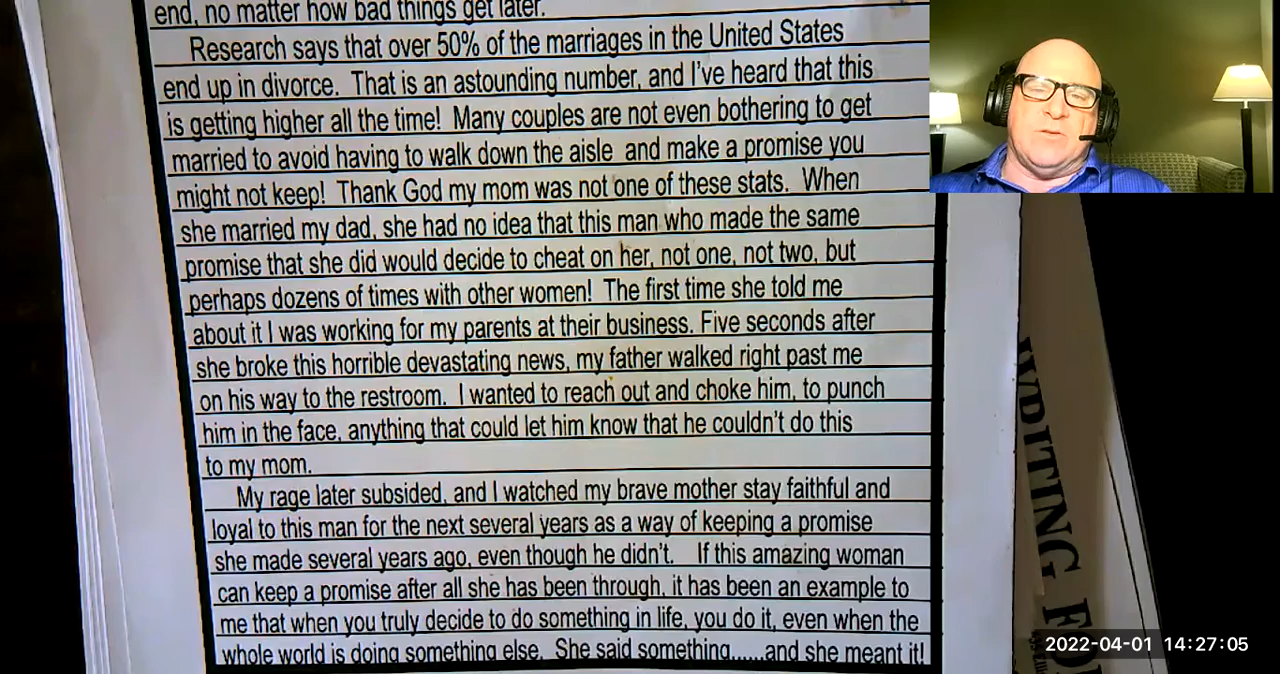 end, no matter how bad things get later.
Research says that over 50% of the marriages in the United States
end up in divorce. That is an astounding number, and I've heard that this
is getting higher all the time! Many couples are not even bothering to get
married to avoid having to walk down the aisle and make a promise you
might not keep! Thank God my mom was not one of these stats. When
she married my dad, she had no idea that this man who made the same
promise that she did would decide to cheat on her, not one, not two, but
perhaps dozens of times with other women! The first time she told me
about it I was working for my parents at their business. Five seconds after
she broke this horrible devastating news, my father walked right past me
on his way to the restroom. I wanted to reach out and choke him, to punch
him in the face, anything that could let him know that he couldn't do this
to my mom.
My rage later subsided, and I watched my brave mother stay faithful and
loyal to this man for the next several years as a way of keeping a promise
she made several years ago, even though he didn't. If this amazing woman
can keep a promise after all she has been through, it has been an example to
me that when you truly decide to do something in life, you do it, even when the
whole world is doing something else. She said something......and she meant it!
2022-04-01 14:27:05